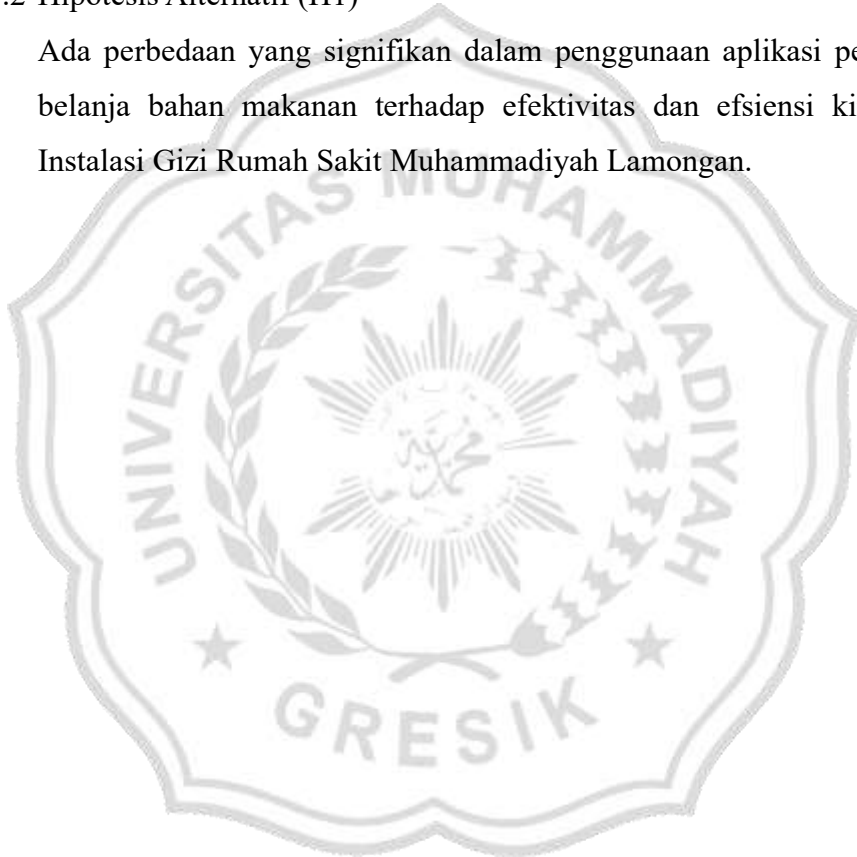 .2 Hipotesis Alternatif (H1)
Ada perbedaan yang signifikan dalam penggunaan aplikasi pe
belanja bahan makanan terhadap efektivitas dan efsiensi ki
Instalasi Gizi Rumah Sakit Muhammadiyah Lamongan.
UNIVERSITAS MUHAMMADIYAH
GRESIK